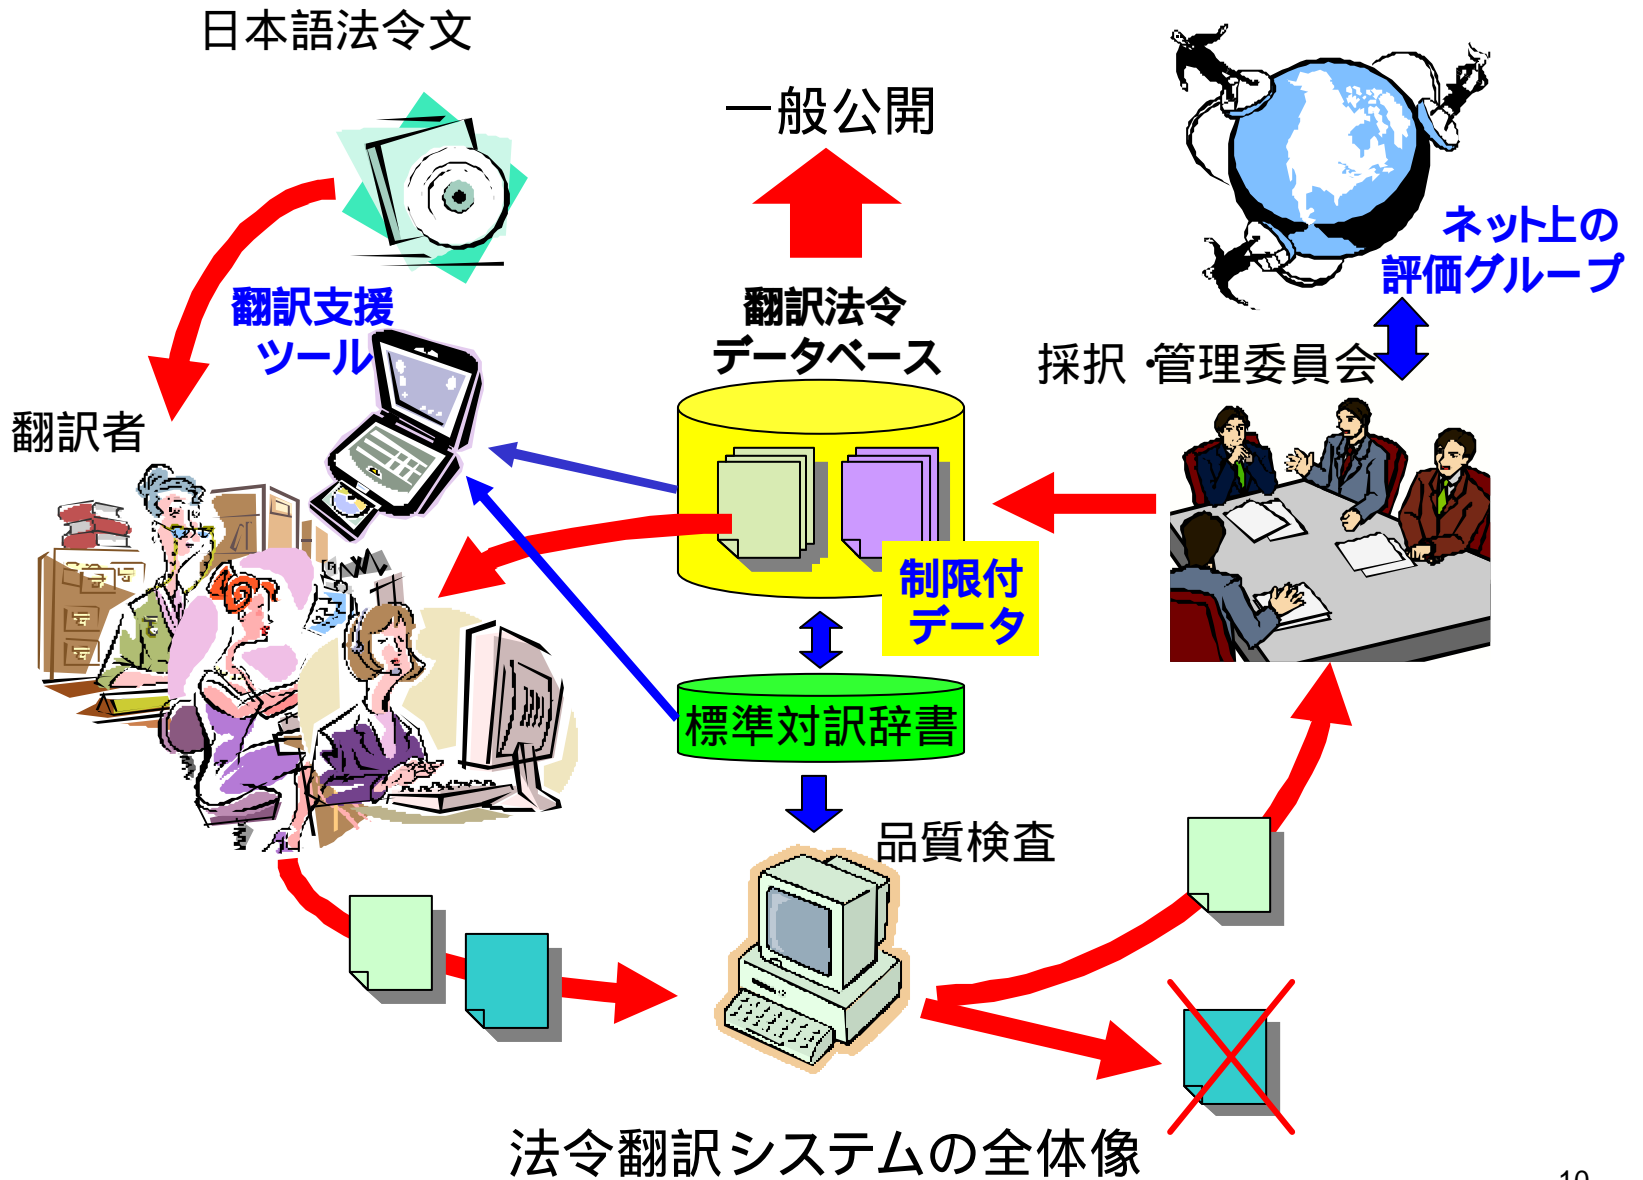 日本語法令文
一般公開
ネット上の
評価グループ
翻訳支援
ツール
翻訳法令
データベース
採択・管理委員会
翻訳者
制限付
データ
標準対訳辞書
品質検査
法令翻訳システムの全体像
10